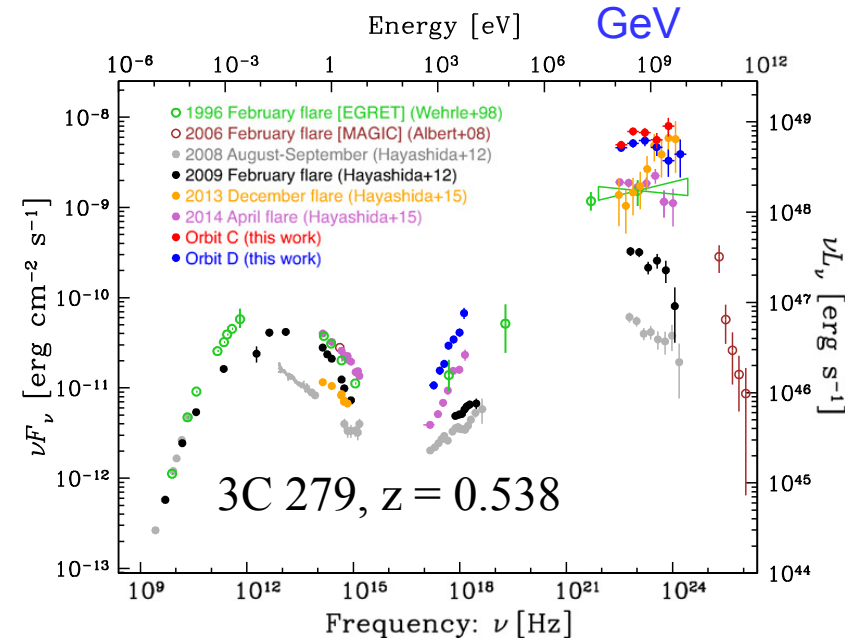 Energy [eV]
GeV
10⁻⁶ 10⁻³ 1 10³ 10⁶ 10⁹ 10¹²
10⁻⁸
10⁻⁹
10⁻¹⁰
10⁻¹¹
10⁻¹²
10⁻¹³
νFν [erg cm⁻² s⁻¹]
1996 February flare [EGRET] (Wehrle+98)
2006 February flare [MAGIC] (Albert+08)
2008 August-September (Hayashida+12)
2009 February flare (Hayashida+12)
2013 December flare (Hayashida+15)
2014 April flare (Hayashida+15)
Orbit C (this work)
Orbit D (this work)
3C 279, z = 0.538
10⁴⁹
10⁴⁸
10⁴⁷
10⁴⁶
10⁴⁵
10⁴⁴
νLν [erg s⁻¹]
10⁹ 10¹² 10¹⁵ 10¹⁸ 10²¹ 10²⁴
Frequency: ν [Hz]